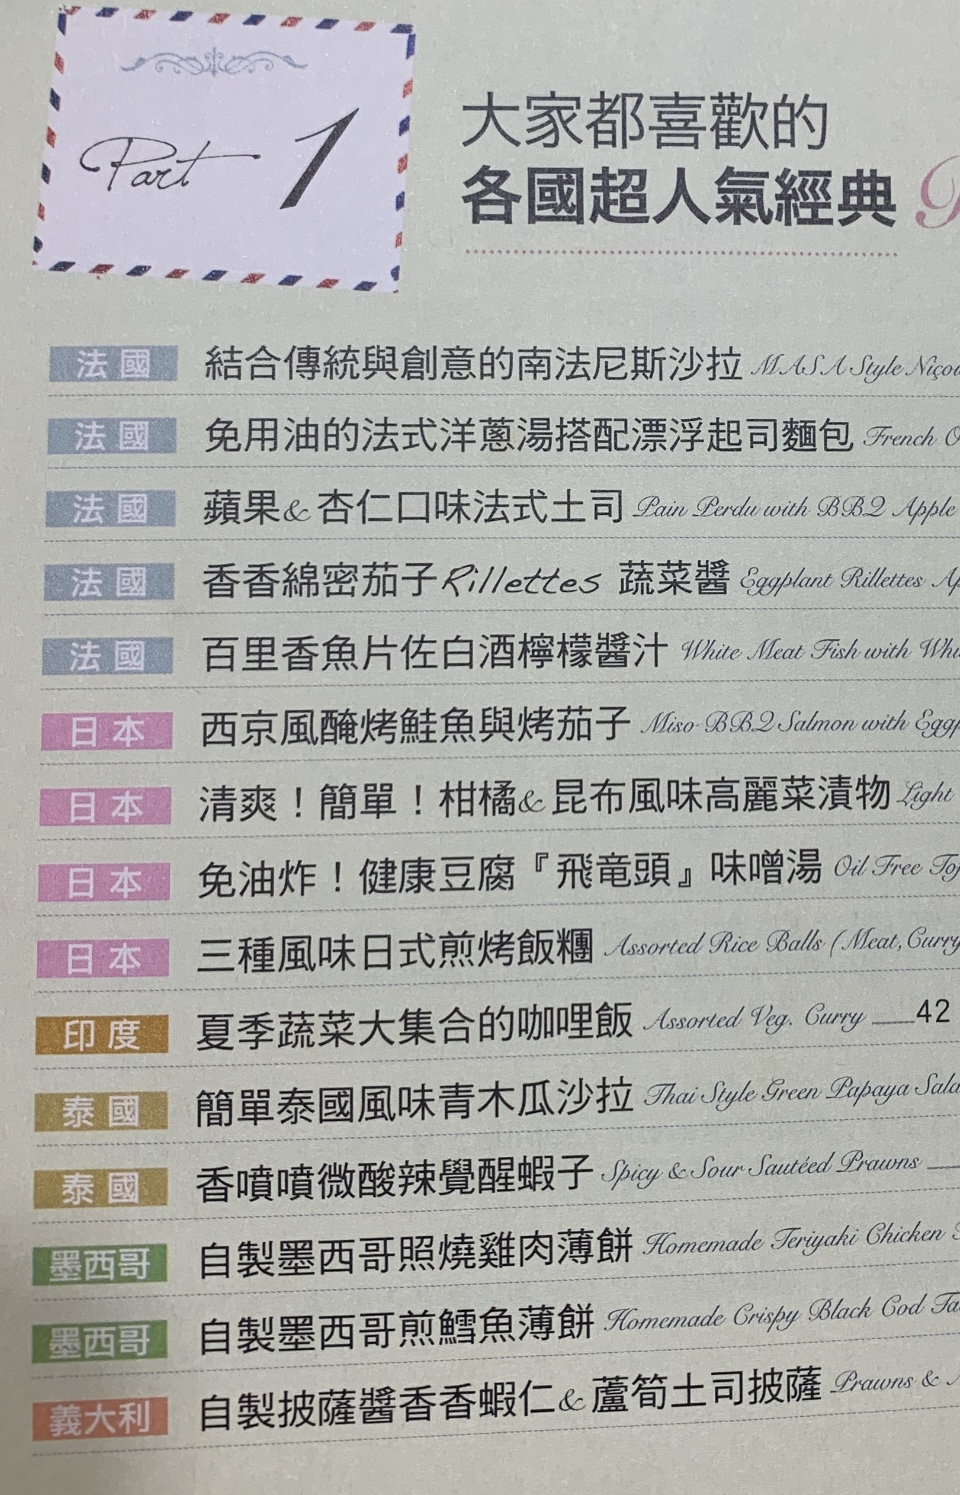 Part 1
大家都喜歡的
各國超人氣經典
法國 結合傳統與創意的南法尼斯沙拉 MASA Style
法國 免用油的法式洋蔥湯搭配漂浮起司麵包 French
法國 蘋果&杏仁口味法式土司 Pain Perdu with BB2 Apple
法國 香香綿密茄子Rillettes 蔬菜醬 Eggplant Rillettes
法國 百里香魚片佐白酒檸檬醬汁 White Meat Fish with
日本 西京風醃烤鮭魚與烤茄子 Miso BB2 Salmon with
日本 清爽！簡單！柑橘&昆布風味高麗菜漬物 Light
日本 免油炸！健康豆腐『飛竜頭』味噌湯 Oil Free
日本 三種風味日式煎烤飯糰 Assorted Rice Balls (Meat, Curry
印度 夏季蔬菜大集合的咖哩飯 Assorted Veg. Curry 42
泰國 簡單泰國風味青木瓜沙拉 Thai Style Green Papaya
泰國 香噴噴微酸辣覺醒蝦子 Spicy & Sour Sautéed Prawns
墨西哥 自製墨西哥照燒雞肉薄餅 Homemade Teriyaki Chicken
墨西哥 自製墨西哥煎鱈魚薄餅 Homemade Crispy Black Cod
義大利 自製披薩醬香香蝦仁&蘆筍土司披薩 Prawns &